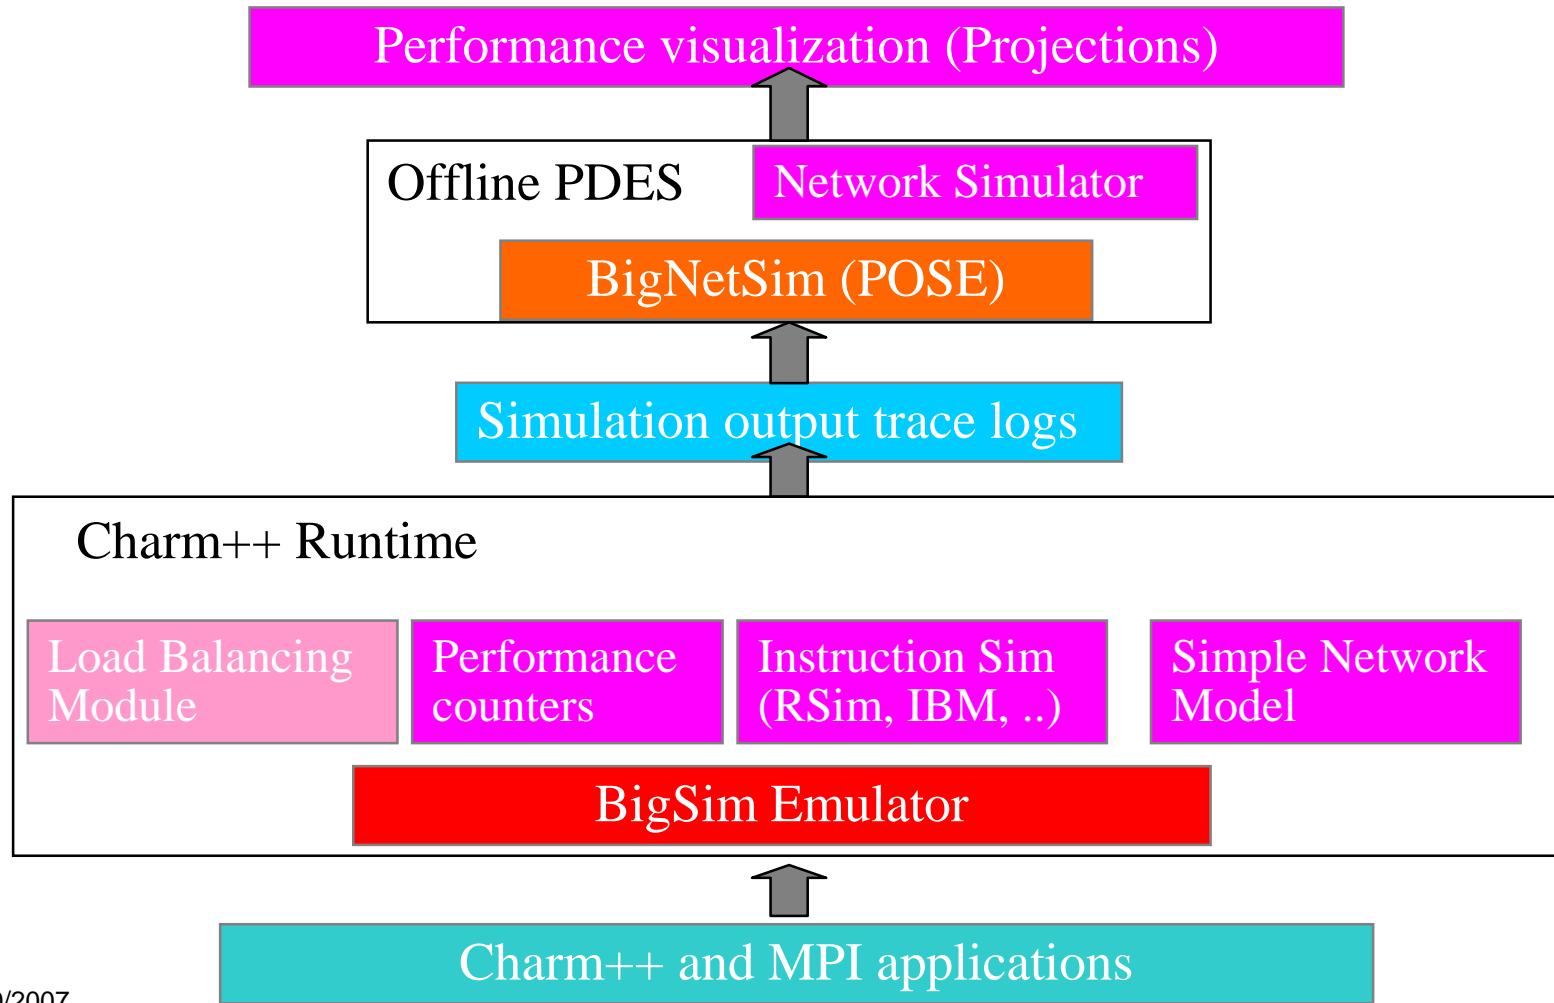 Performance visualization (Projections)
Offline PDES
Network Simulator
BigNetSim (POSE)
Simulation output trace logs
Charm++ Runtime
Load Balancing
Module
Performance
counters
Instruction Sim
(RSim, IBM, ..)
Simple Network
Model
BigSim Emulator
Charm++ and MPI applications
/2007